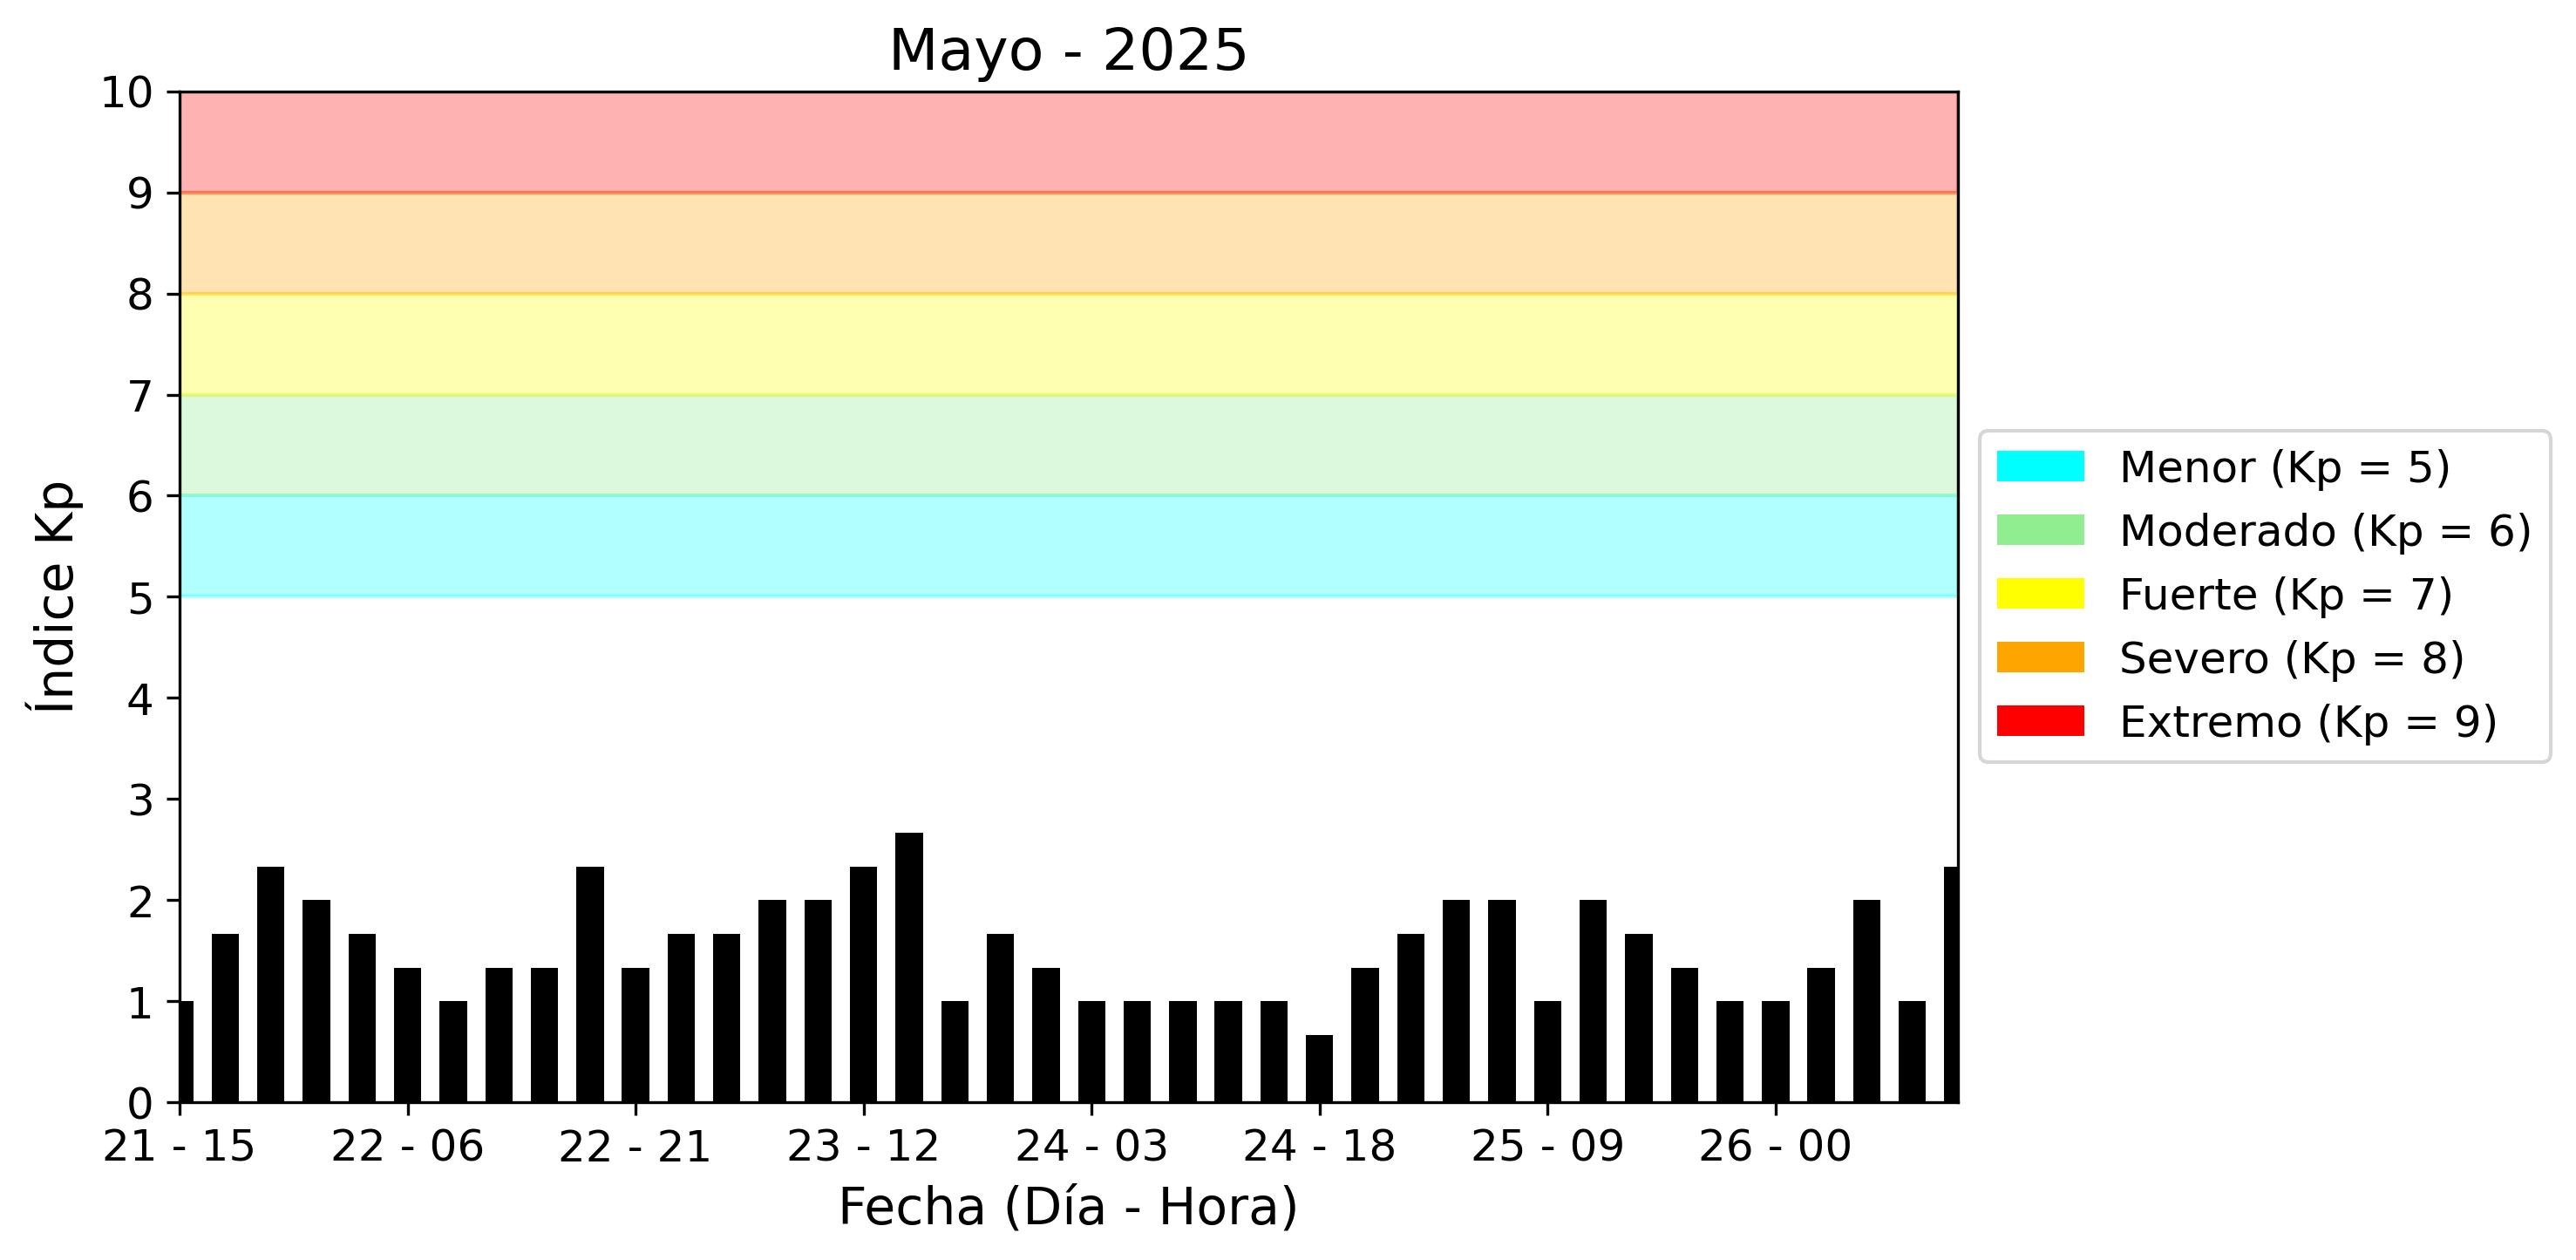 Mayo - 2025
10
9
8
7
6
5
4
3
2
1
0
Índice Kp
21 - 15
22 - 06
22 - 21
23 - 12
24 - 03
24 - 18
25 - 09
26 - 00
Fecha (Día - Hora)
Menor (Kp = 5)
Moderado (Kp = 6)
Fuerte (Kp = 7)
Severo (Kp = 8)
Extremo (Kp = 9)